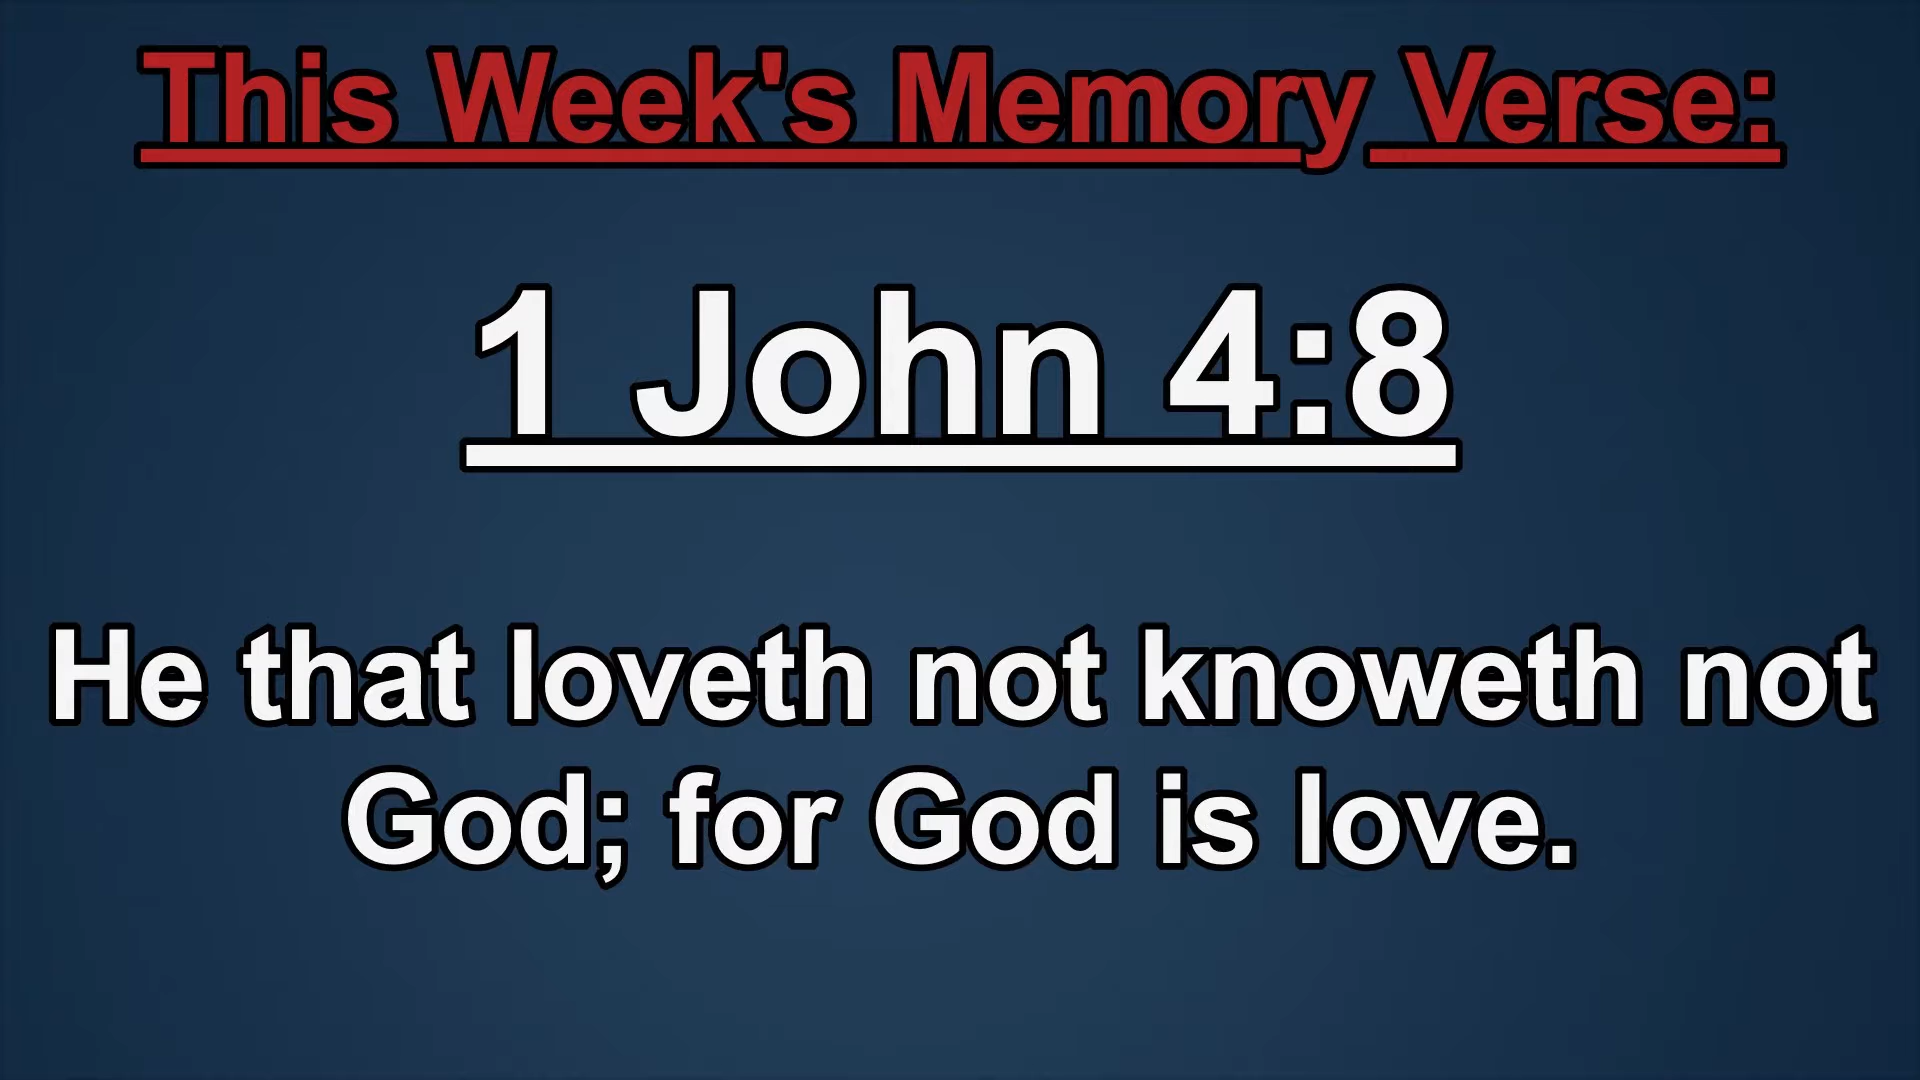 This Week's Memory Verse:
1 John 4:8
He that loveth not knoweth not
God; for God is love.